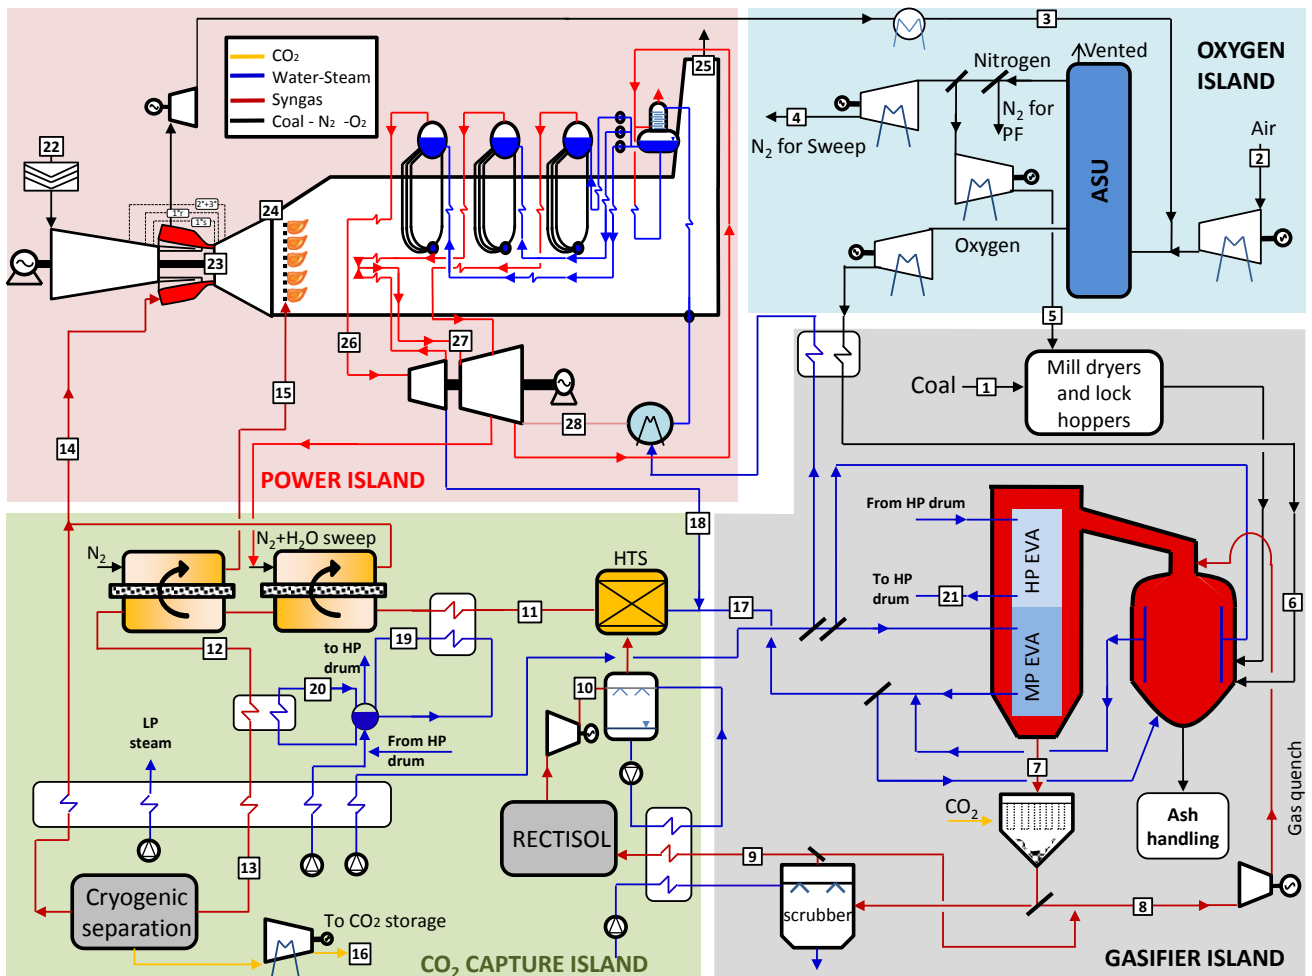 CO₂
Water-Steam
Syngas
Coal - N₂ -O₂
22
2°+3°
1°r
1°s
23
24
25
26
27
28
15
14
POWER ISLAND
3
Vented
Nitrogen
OXYGEN
ISLAND
4
N₂ for Sweep
N₂ for
PF
ASU
Air
2
Oxygen
5
Coal
1
Mill dryers
and lock
hoppers
From HP drum
To HP
drum
21
HP EVA
IMP EVA
6
17
18
7
CO₂
Ash
handling
Gas quench
8
9
scrubber
GASIFIER ISLAND
N₂
N₂+H₂O sweep
HTS
11
12
19
to HP
drum
20
10
From HP
drum
LP
steam
RECTISOL
13
Cryogenic
separation
To CO2 storage
16
CO₂ CAPTURE ISLAND